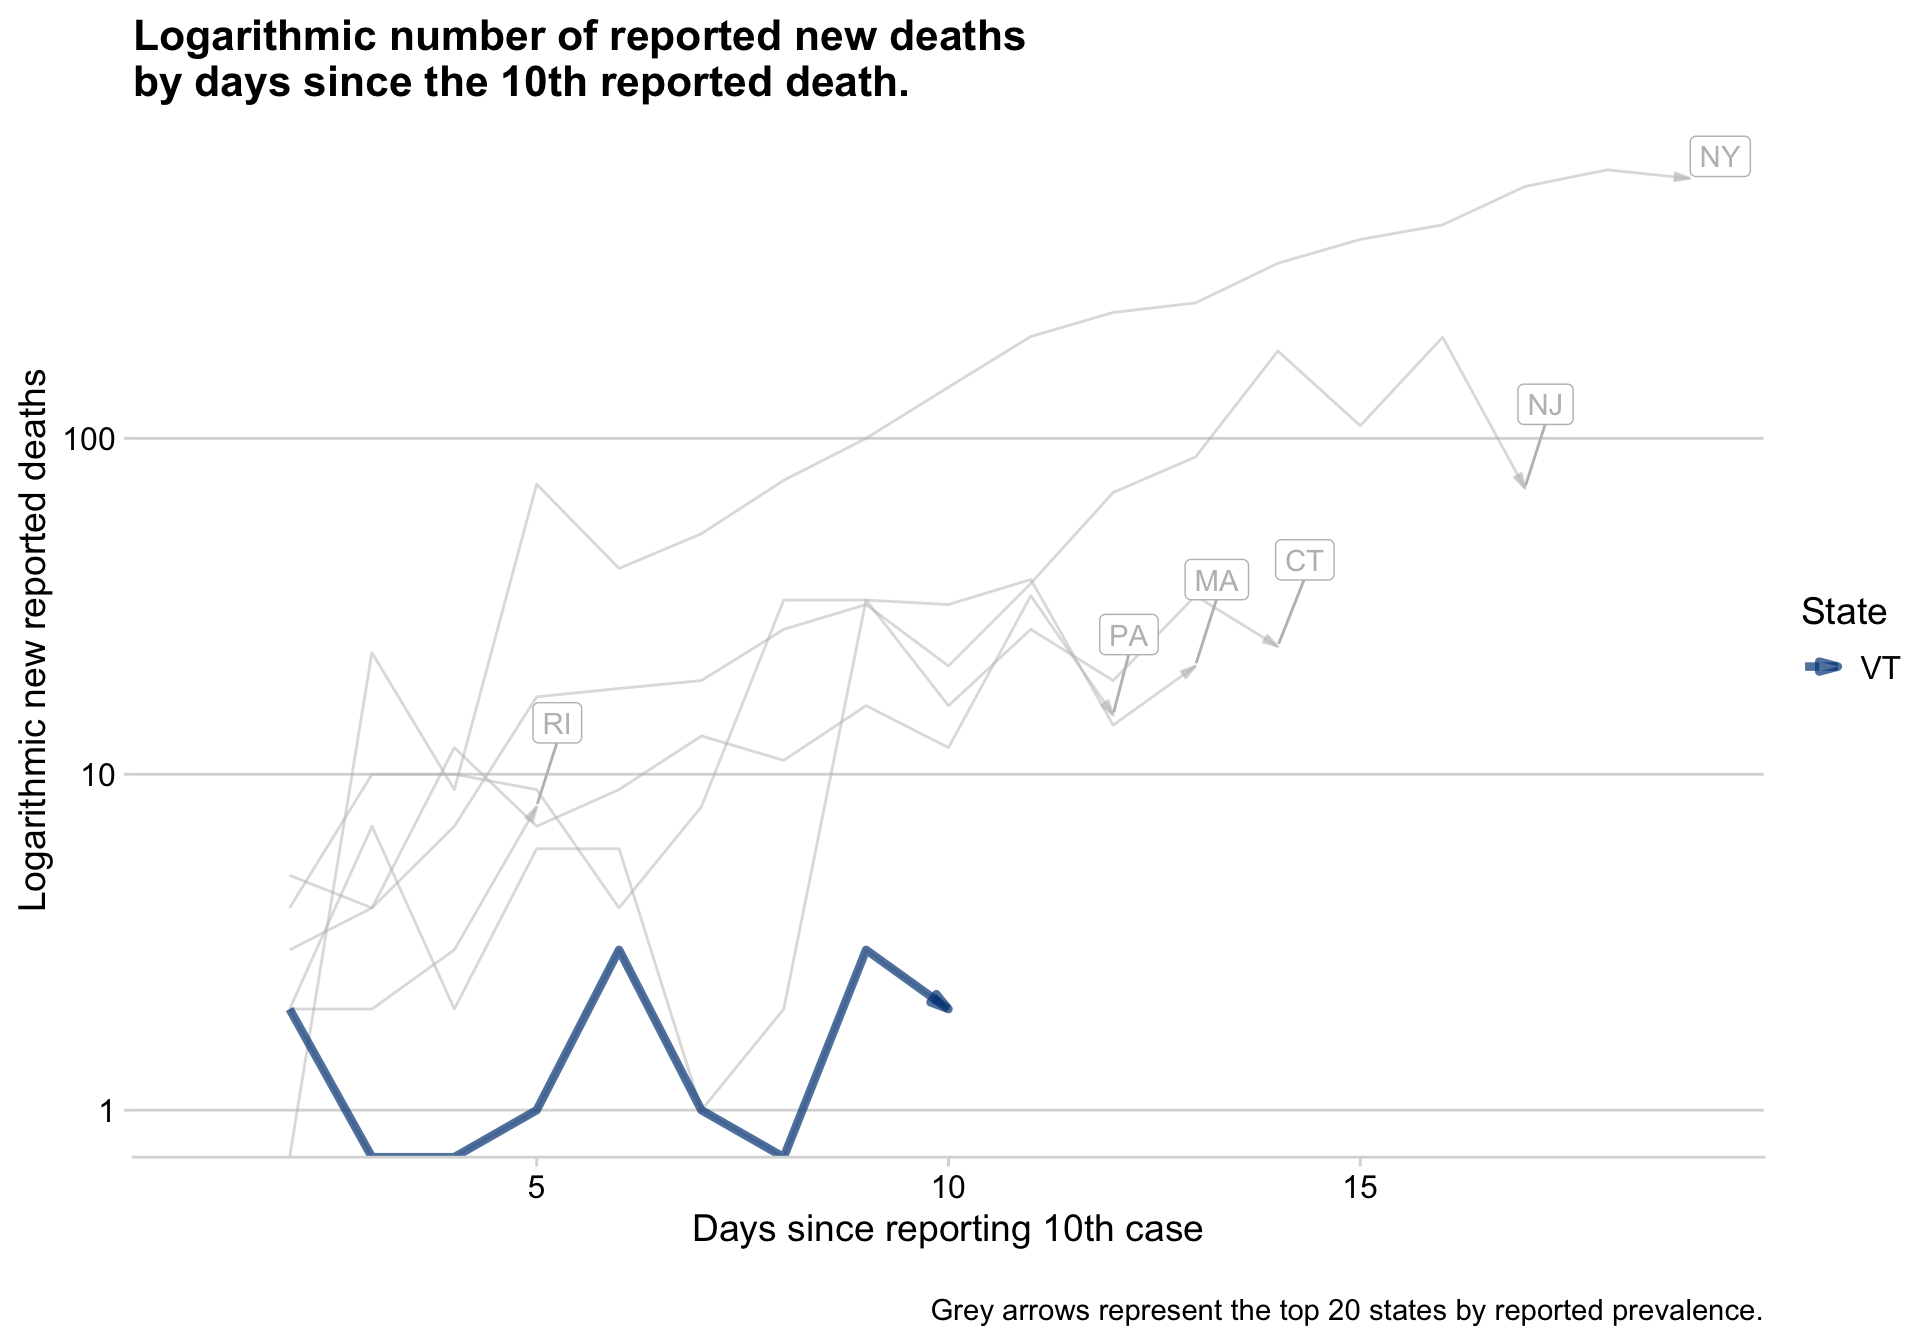 Logarithmic number of reported new deaths
by days since the 10th reported death.
NY
NJ
CT
MA
PA
RI
Logarithmic new reported deaths
100
10
1
5
10
15
Days since reporting 10th case
State
VT
Grey arrows represent the top 20 states by reported prevalence.